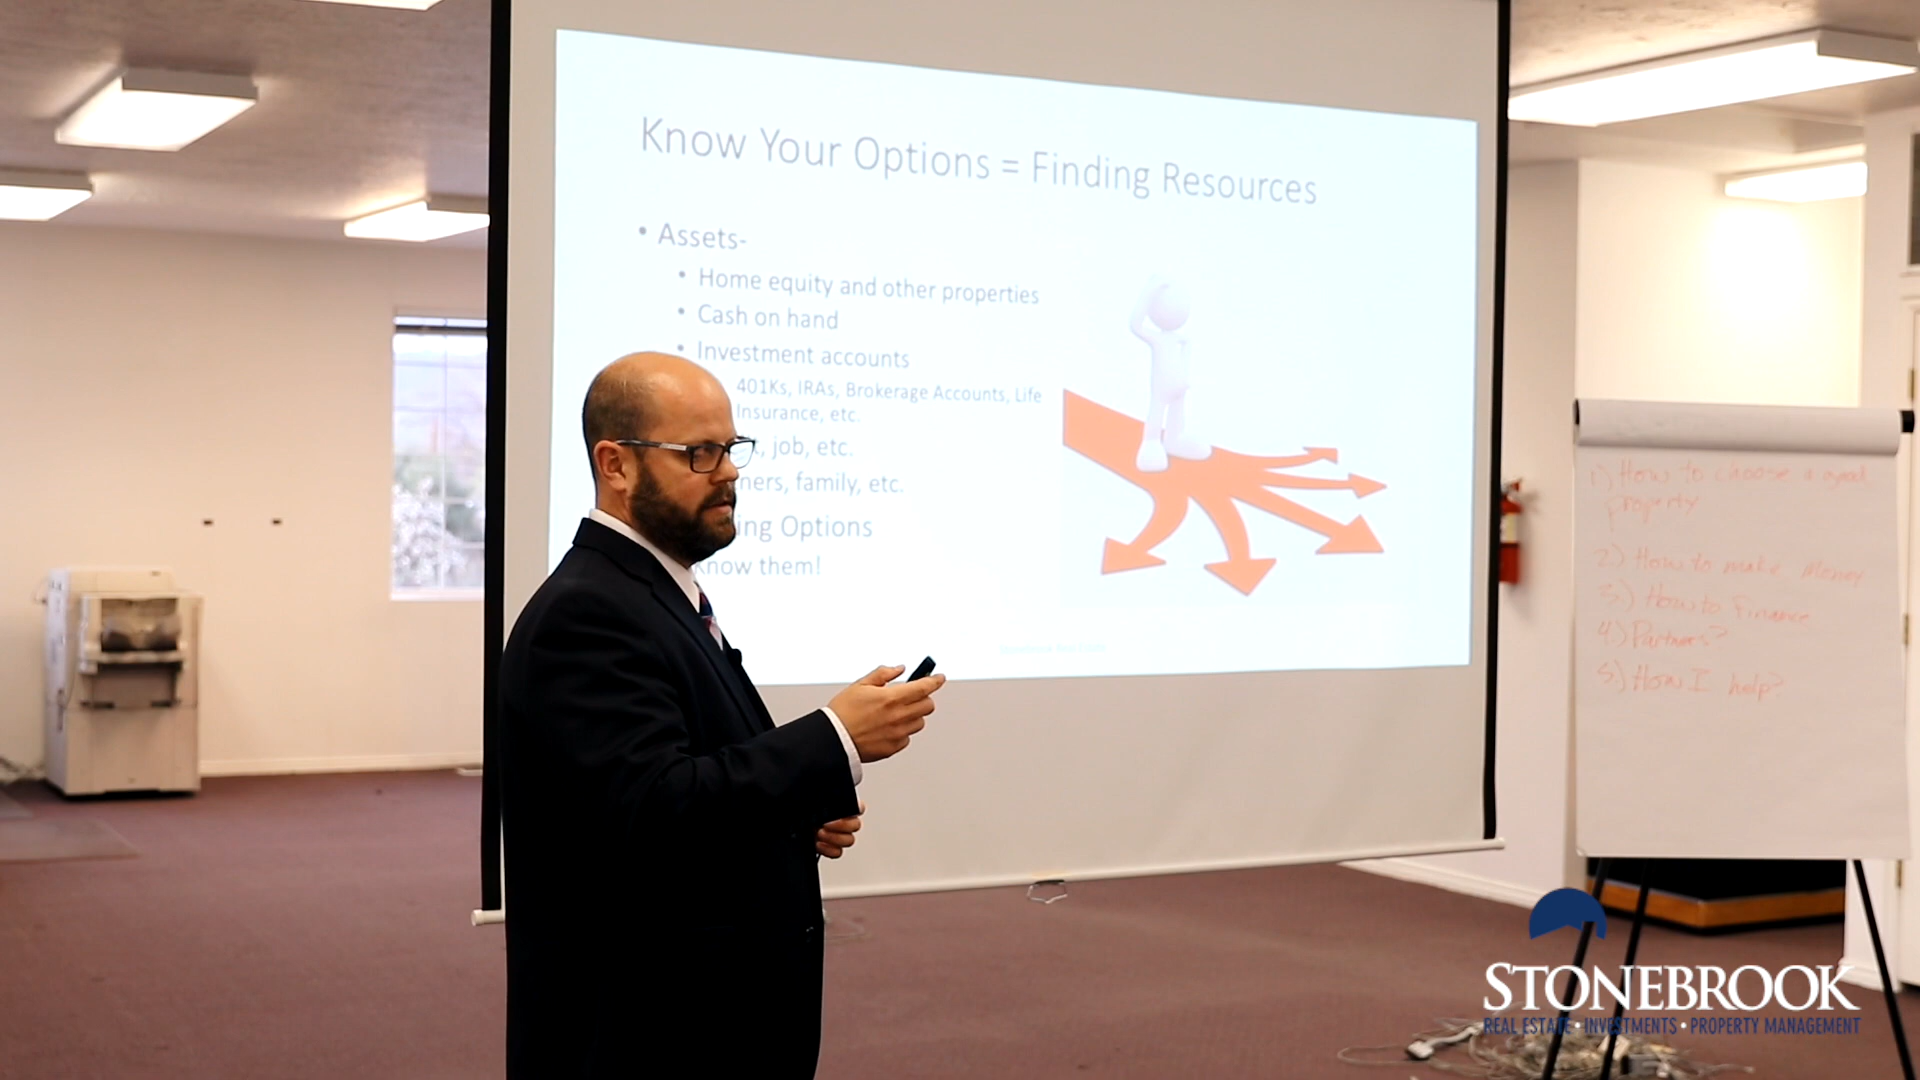 Know Your Options = Finding Resources
• Assets-
• Home equity and other properties
• Cash on hand
• Investment accounts
401Ks, IRAs, Brokerage Accounts, Life
Insurance, etc.
job, etc.
family, etc.
Options
Know them!
1) How to choose a good
property
2.) How to make money
3.) How to Finance
4.) Partners?
5.) How I help?
STONEBROOK
REAL ESTATE • INVESTMENTS • PROPERTY MANAGEMENT